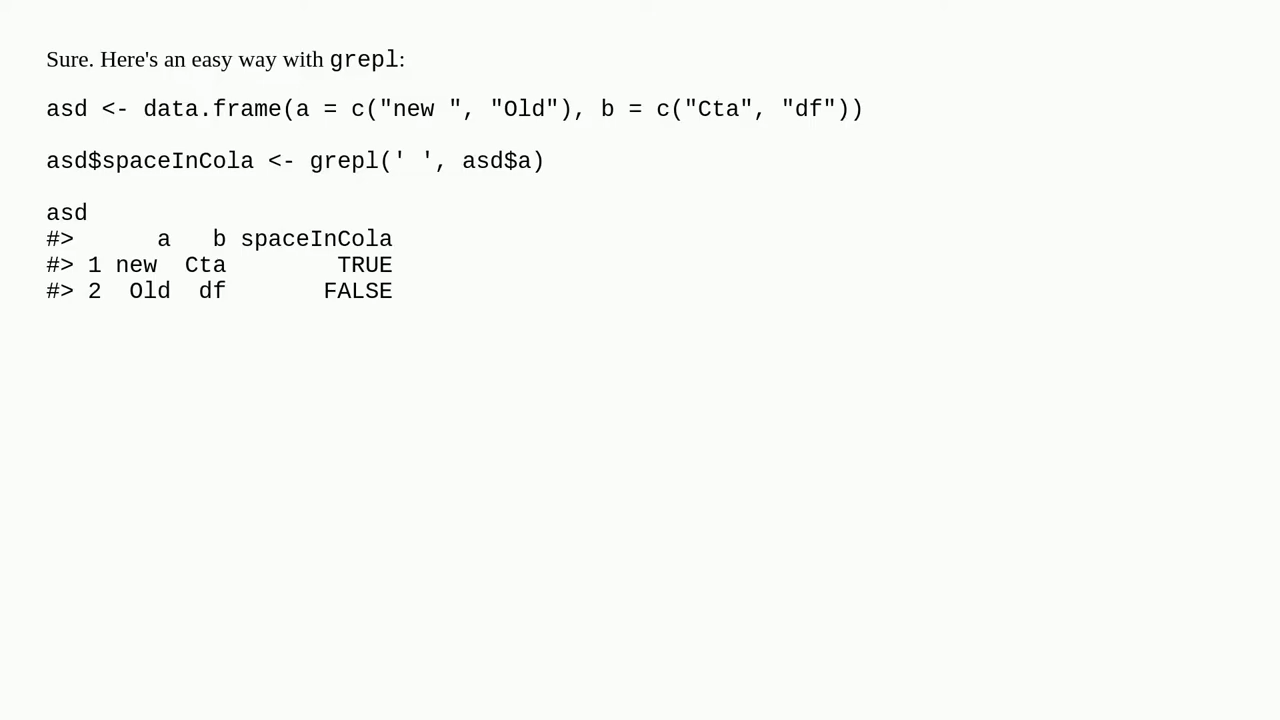 Sure. Here's an easy way with grepl:
asd <- data.frame(a = c("new ", "Old"), b = c("Cta", "df"))
asd$spaceInCola <- grepl(' ', asd$a)
asd
#>      a   b spaceInCola
#> 1 new  Cta        TRUE
#> 2  Old  df       FALSE